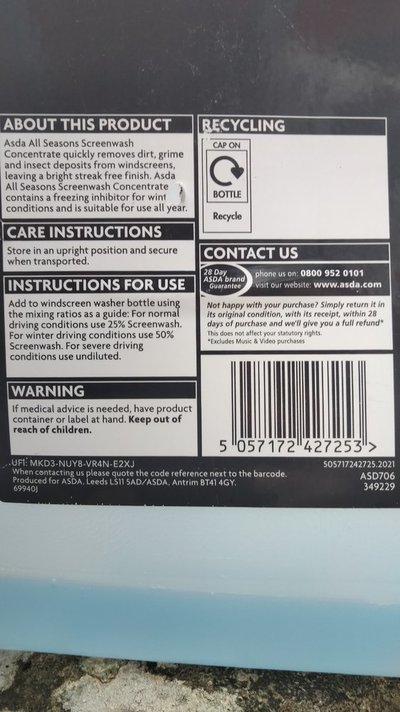 ABOUT THIS PRODUCT
Asda All Seasons Screenwash
Concentrate quickly removes dirt, grime
and insect deposits from windscreens,
leaving a bright streak free finish. Asda
All Seasons Screenwash Concentrate
contains a freezing inhibitor for wint
conditions and is suitable for use all year.
CARE INSTRUCTIONS
Store in an upright position and secure
when transported.
INSTRUCTIONS FOR USE
Add to windscreen washer bottle using
the mixing ratios as a guide: For normal
driving conditions use 25% Screenwash.
For winter driving conditions use 50%
Screenwash. For severe driving
conditions use undiluted.
WARNING
If medical advice is needed, have product
container or label at hand. Keep out of
reach of children.
RECYCLING
CAP ON
BOTTLE
Recycle
CONTACT US
28 Day
ASDA brand
Guarantee
phone us on: 0800 952 0101
visit our website: www.asda.com
Not happy with your purchase? Simply return it in
its original condition, with its receipt, within 28
days of purchase and we'll give you a full refund*
This does not affect your statutory rights.
*Excludes Music & Video purchases
5 057172 427253 >
UFI: MKD3-NUY8-VR4N-E2XJ
When contacting us please quote the code reference next to the barcode.
Produced for ASDA, Leeds LS11 5AD/ASDA, Antrim BT41 4GY.
69940J
505717242725.2021
ASD706
349229